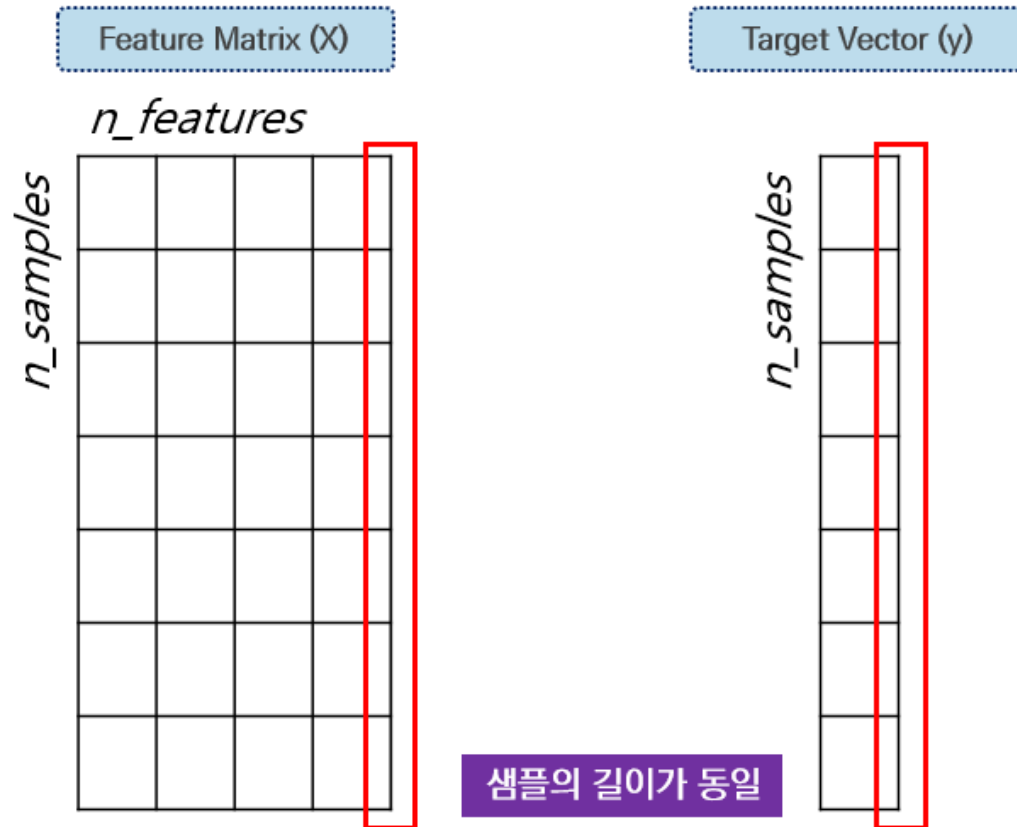 Feature Matrix (X)
Target Vector (y)
n_features
n_samples
n_samples
샘플의 길이가 동일